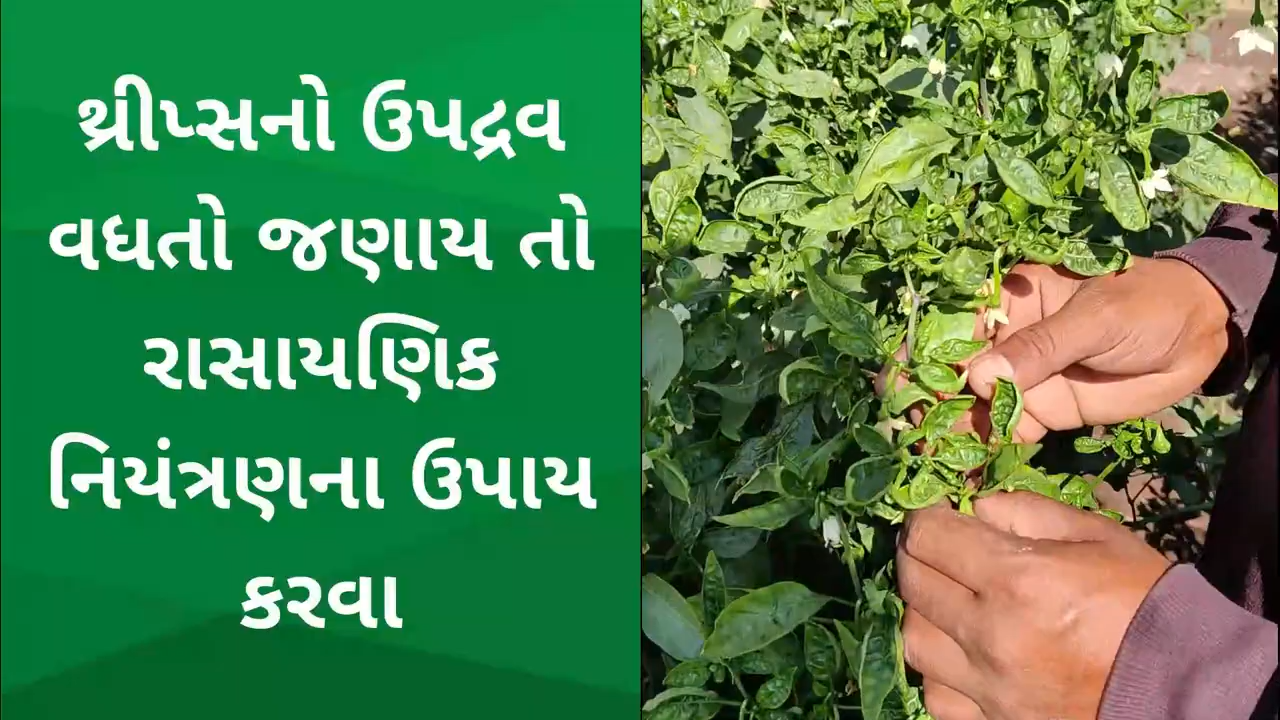 થ્રીપ્સનો ઉપદ્રવ
વધતો જણાય તો
રાસાયણિક
નિયંત્રણના ઉપાય
કરવા